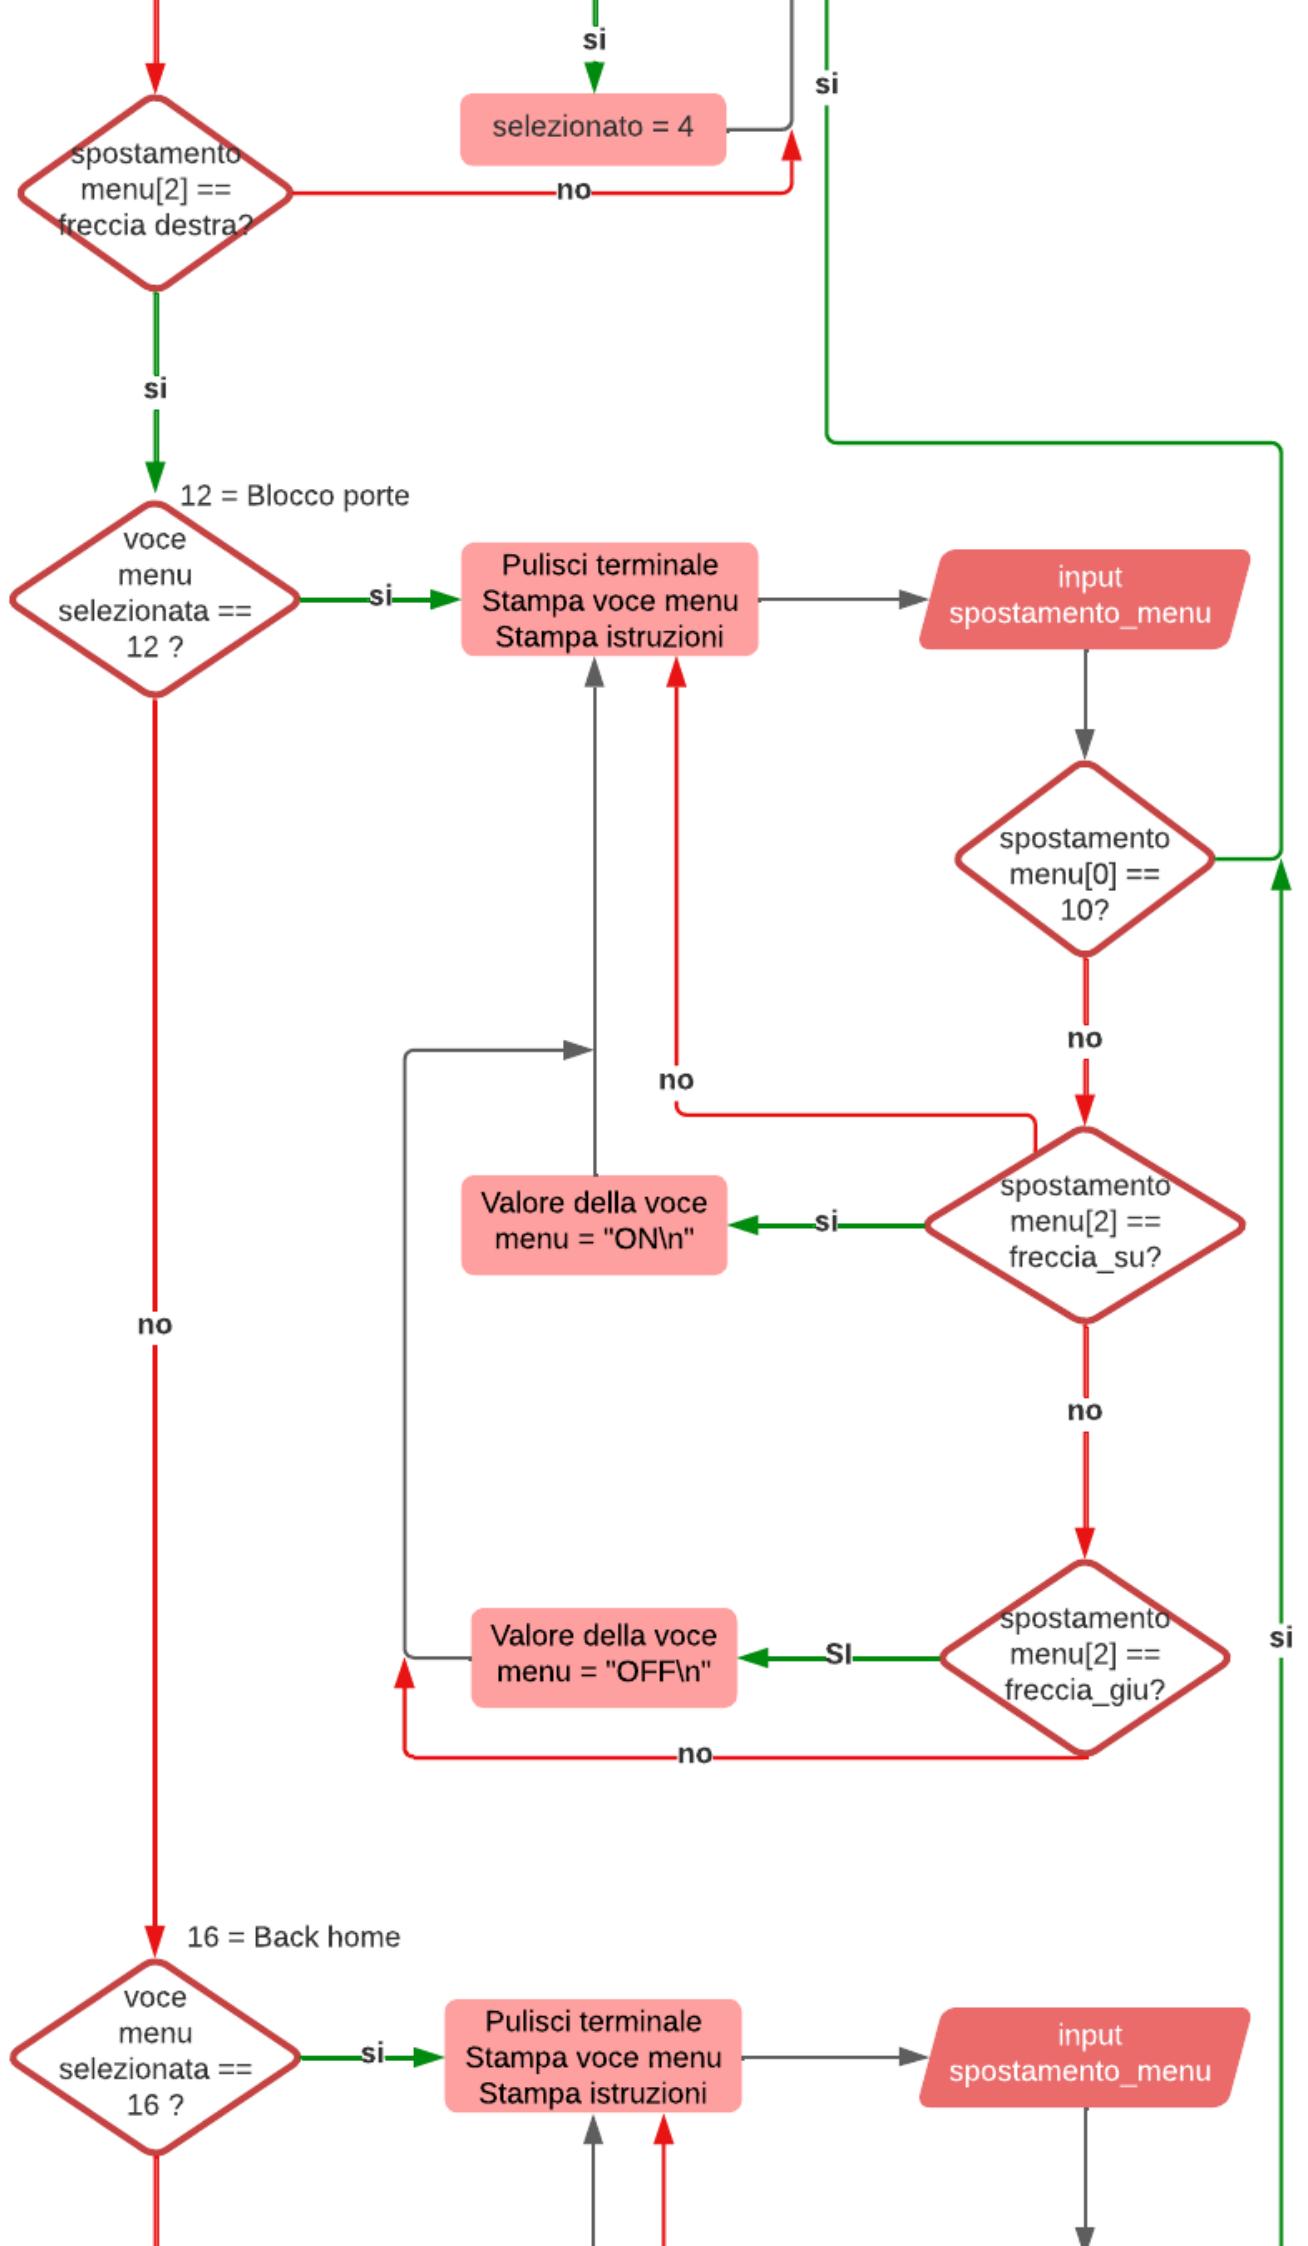 si
si
selezionato = 4
spostamento
menu[2] ==
freccia destra?
no
si
12 = Blocco porte
voce
menu
selezionata ==
12 ?
si
Pulisci terminale
Stampa voce menu
Stampa istruzioni
input
spostamento_menu
spostamento
menu[0] ==
10?
no
no
spostamento
menu[2] ==
freccia_su?
si
Valore della voce
menu = "ON\n"
no
no
spostamento
menu[2] ==
freccia_giu?
SI
Valore della voce
menu = "OFF\n"
si
no
16 = Back home
voce
menu
selezionata ==
16 ?
si
Pulisci terminale
Stampa voce menu
Stampa istruzioni
input
spostamento_menu